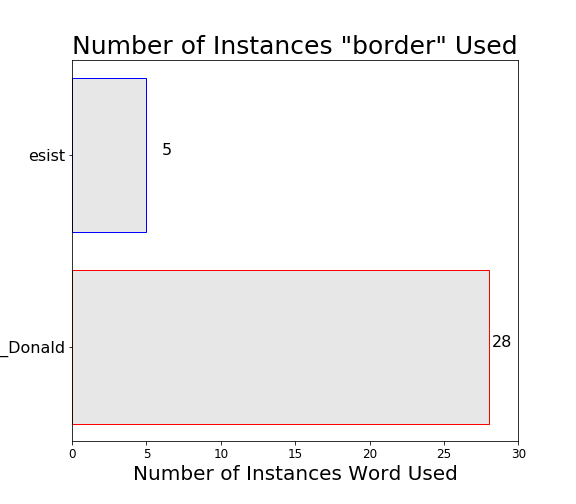 Number of Instances "border" Used
esist
5
_Donald
28
0 5 10 15 20 25 30
Number of Instances Word Used